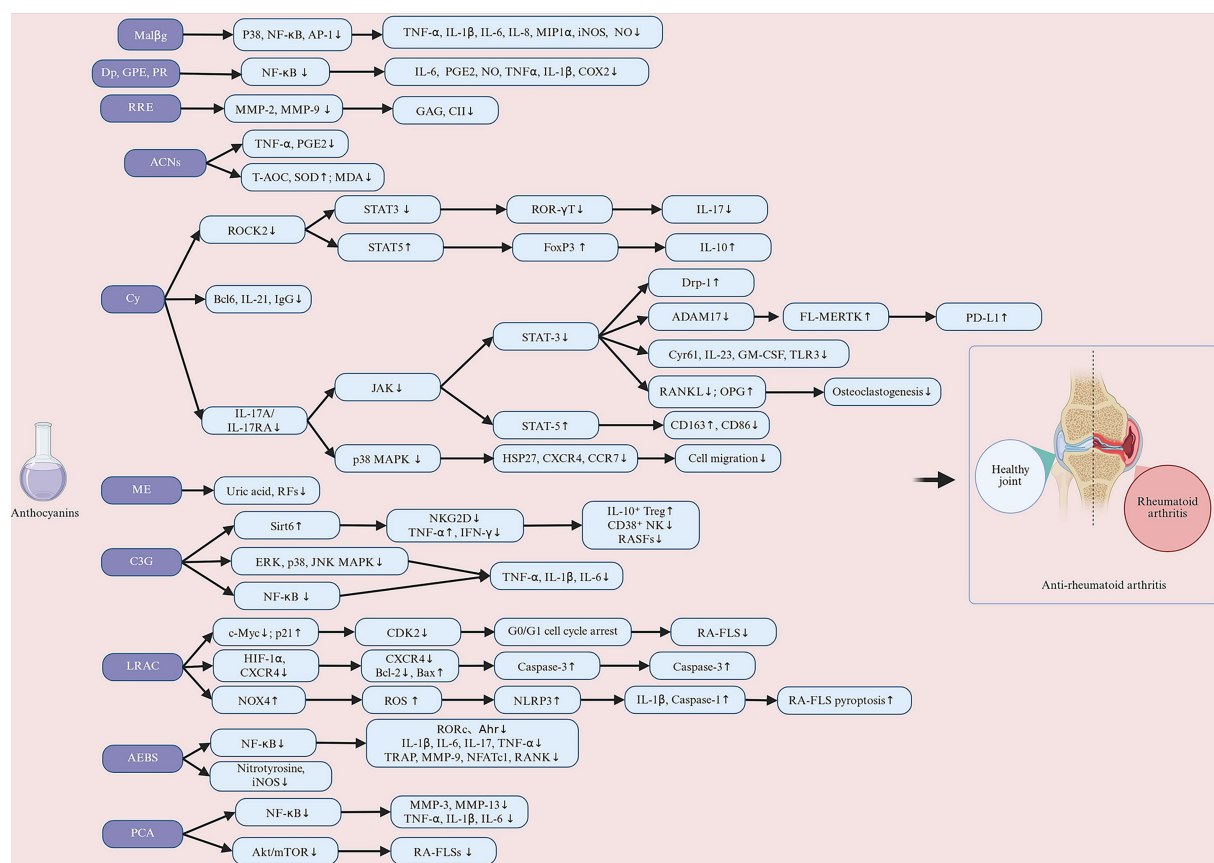 Malβg
P38, NF-κB, AP-1↓
TNF-α, IL-1β, IL-6, IL-8, MIP1α, iNOS, NO↓
Dp, GPE, PR
NF-κB ↓
IL-6, PGE2, NO, TNFα, IL-1β, COX2↓
RRE
MMP-2, MMP-9 ↓
GAG, CII↓
ACNs
TNF-α, PGE2↓
T-AOC, SOD↑; MDA↓
Cy
ROCK2↓
STAT3 ↓
ROR-γT↓
IL-17↓
STAT5↑
FoxP3 ↑
IL-10↑
Bcl6, IL-21, IgG↓
IL-17A/
IL-17RA↓
JAK↓
STAT-3↓
Drp-1↑
ADAM17↓
FL-MERTK↑
PD-L1↑
Cyr61, IL-23, GM-CSF, TLR3↓
RANKL↓; OPG↑
Osteoclastogenesis↓
STAT-5↑
CD163↑, CD86↓
p38 MAPK ↓
HSP27, CXCR4, CCR7↓
Cell migration↓
ME
Uric acid, RFs↓
C3G
Sirt6↑
NKG2D↓
TNF-α↑, IFN-γ↓
IL-10⁺ Treg↑
CD38⁺ NK↓
RASFs↓
ERK, p38, JNK MAPK↓
NF-κB ↓
TNF-α, IL-1β, IL-6↓
LRAC
c-Myc↓; p21↑
CDK2↓
G0/G1 cell cycle arrest
RA-FLS↓
HIF-1α,
CXCR4↓
CXCR4↓
Bcl-2↓, Bax↑
Caspase-3↑
Caspase-3↑
NOX4↑
ROS ↑
NLRP3↑
IL-1β, Caspase-1↑
RA-FLS pyroptosis↑
AEBS
NF-κB↓
RORc、Ahr↓
IL-1β, IL-6, IL-17, TNF-α↓
TRAP, MMP-9, NFATc1, RANK↓
Nitrotyrosine,
iNOS↓
PCA
NF-κB↓
MMP-3, MMP-13↓
TNF-α, IL-1β, IL-6 ↓
Akt/mTOR↓
RA-FLSs ↓
Anthocyanins
Healthy
joint
Rheumatoid
arthritis
Anti-rheumatoid arthritis